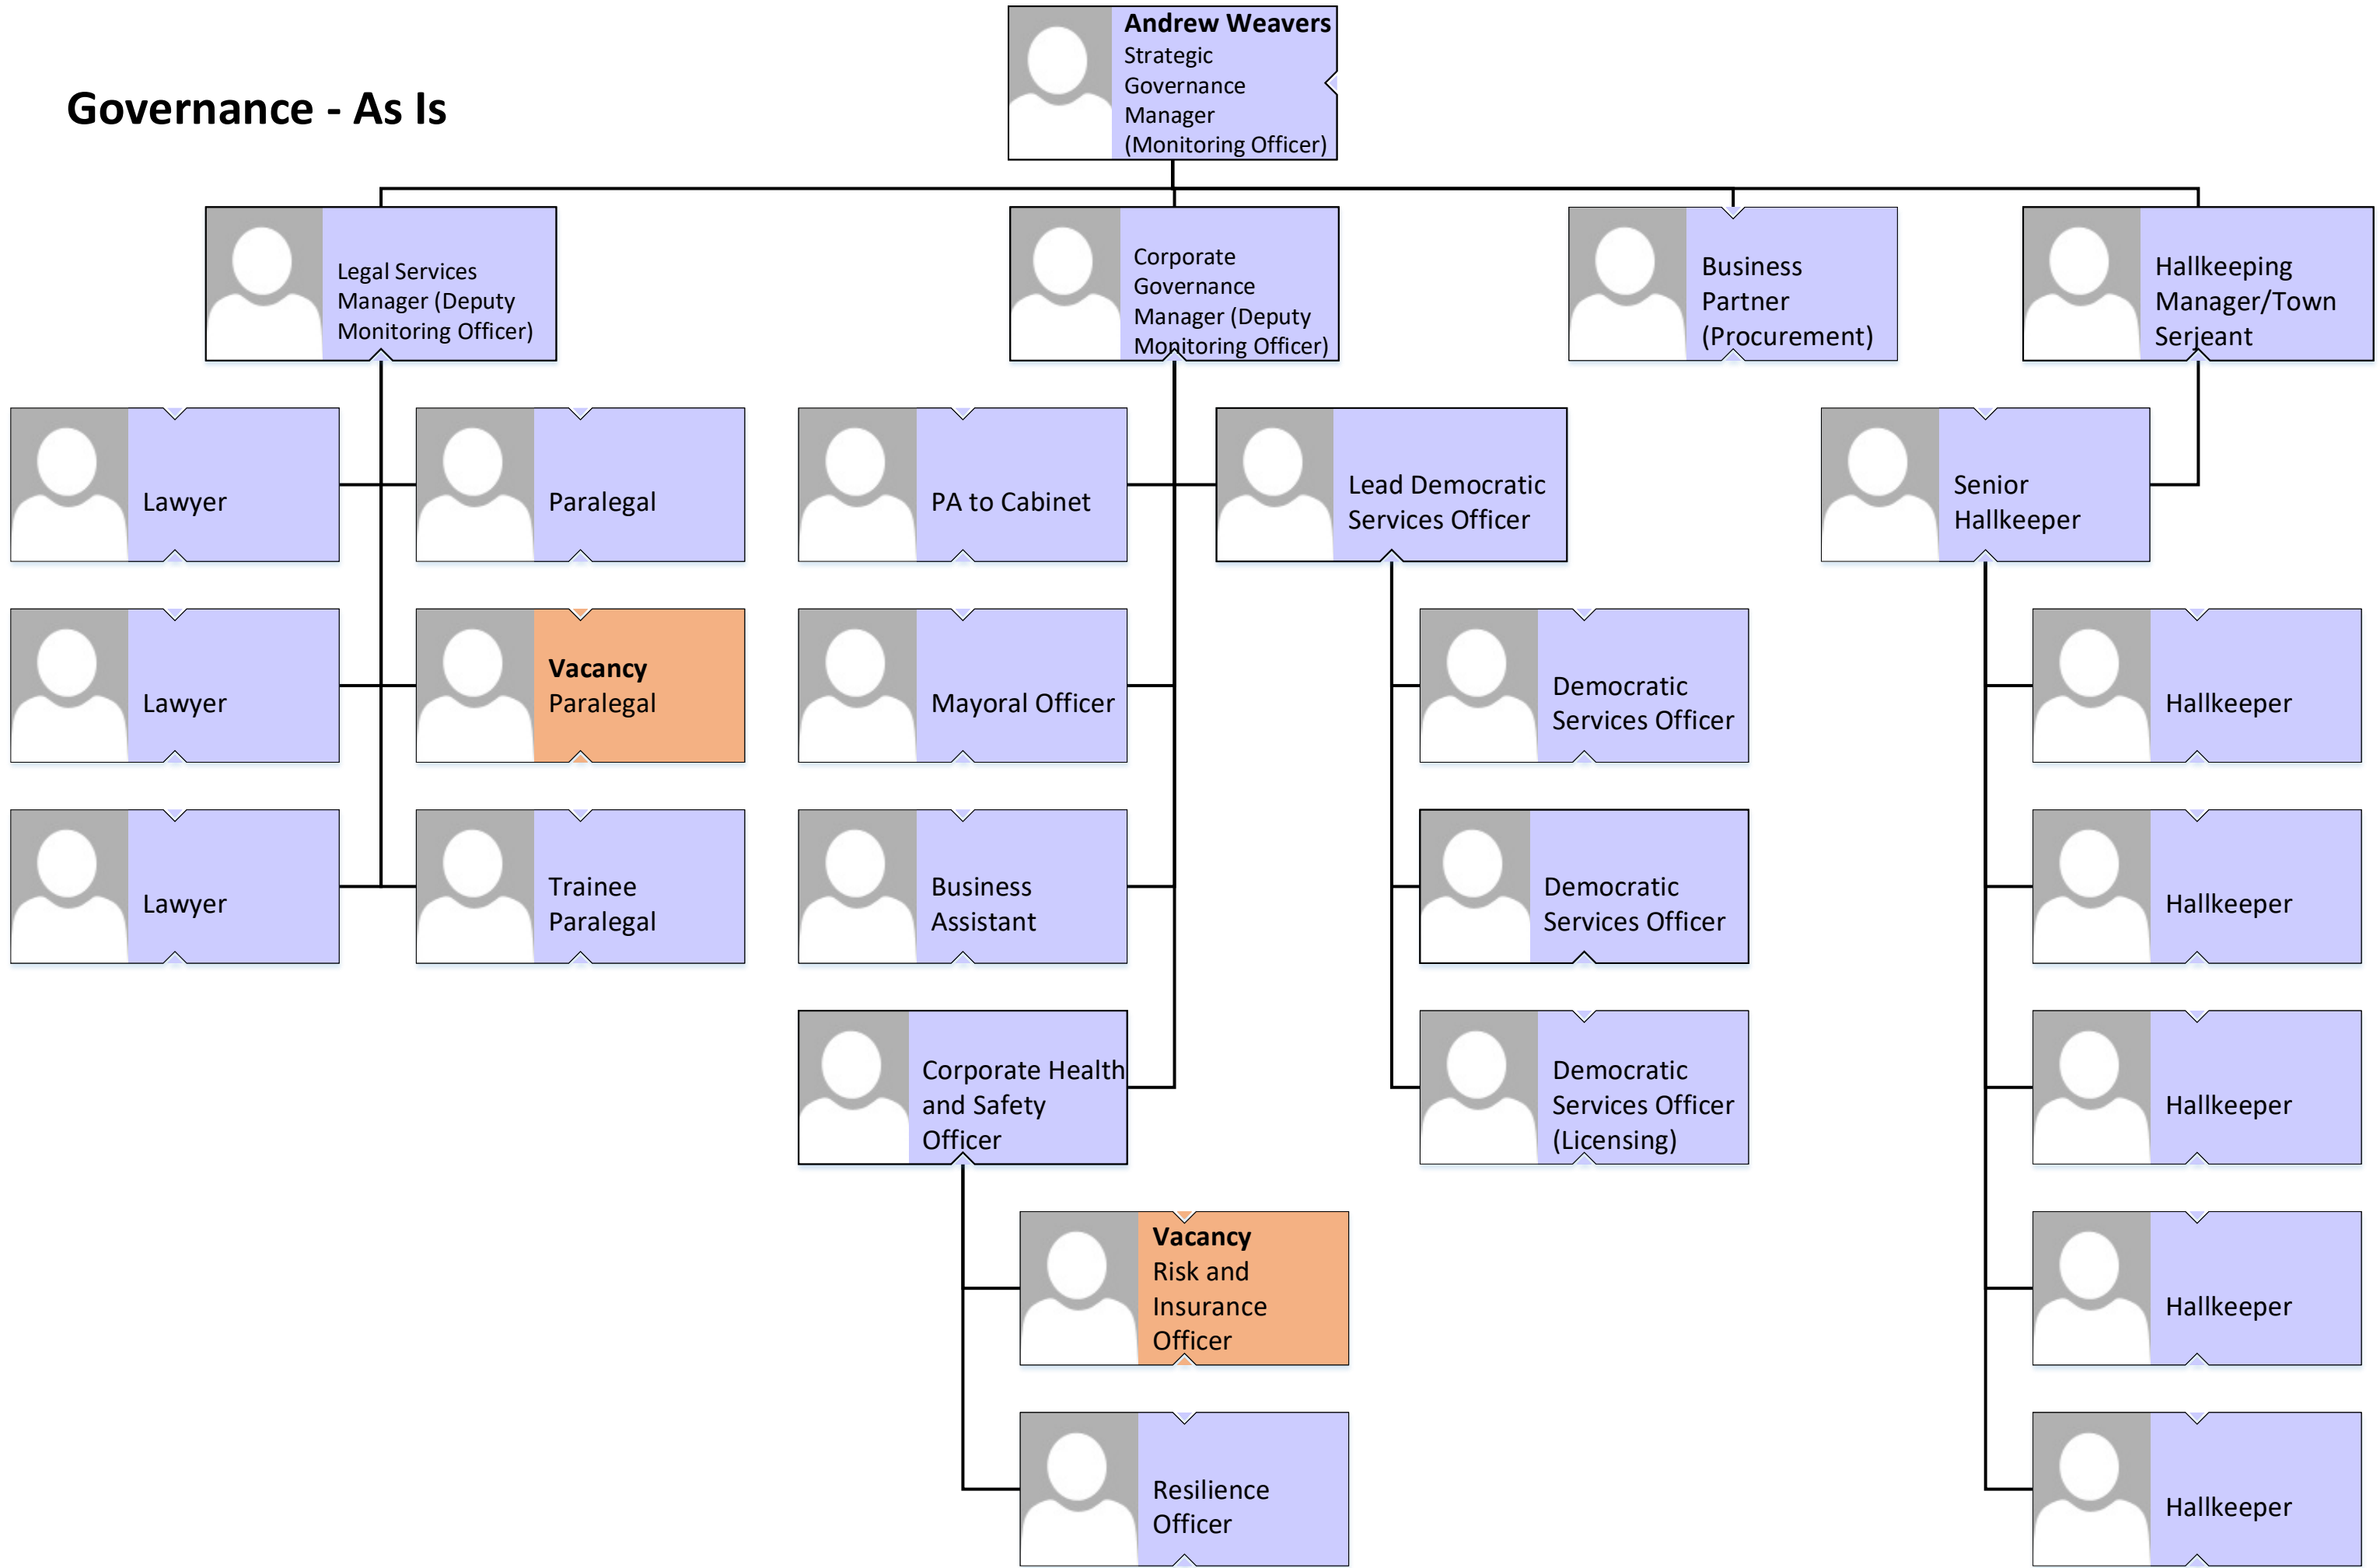 Governance - As Is
Andrew Weavers
Strategic
Governance
Manager
(Monitoring Officer)
Legal Services
Manager (Deputy
Monitoring Officer)
Corporate
Governance
Manager (Deputy
Monitoring Officer)
Business
Partner
(Procurement)
Hallkeeping
Manager/Town
Serjeant
Lawyer
Paralegal
PA to Cabinet
Lead Democratic
Services Officer
Senior
Hallkeeper
Lawyer
Vacancy
Paralegal
Mayoral Officer
Democratic
Services Officer
Hallkeeper
Lawyer
Trainee
Paralegal
Business
Assistant
Democratic
Services Officer
Hallkeeper
Corporate Health
and Safety
Officer
Democratic
Services Officer
(Licensing)
Hallkeeper
Vacancy
Risk and
Insurance
Officer
Hallkeeper
Resilience
Officer
Hallkeeper